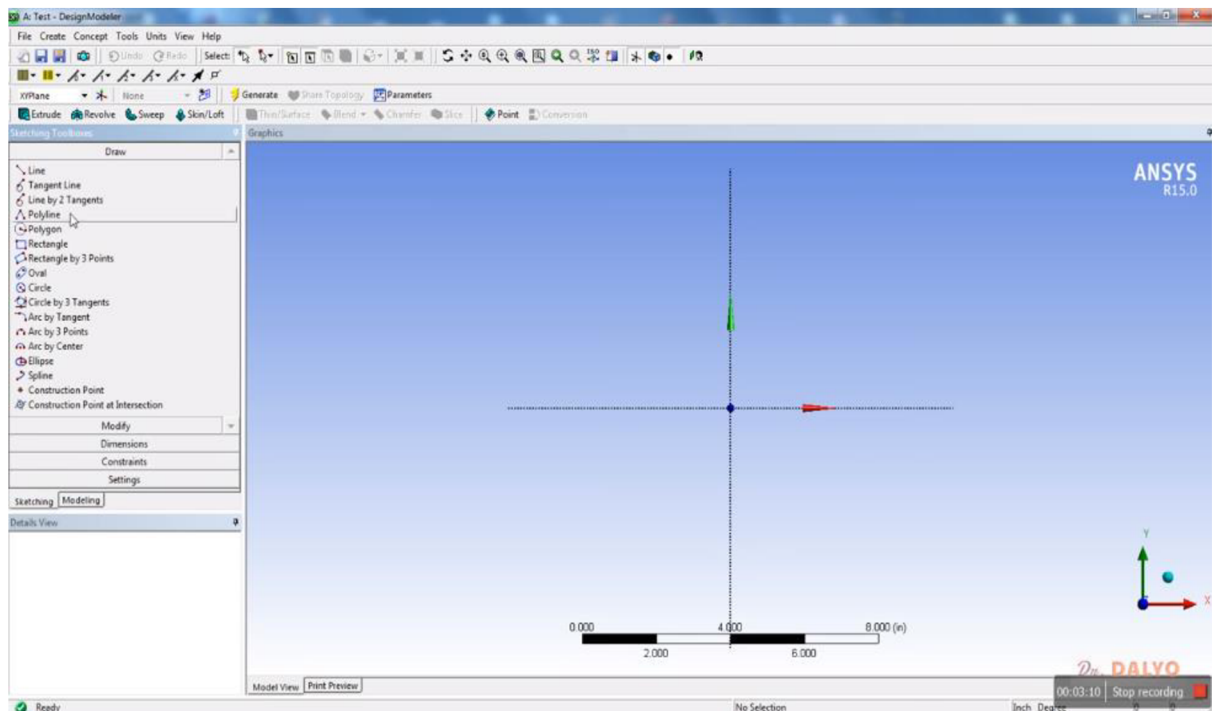 A: Test - DesignModeler
File Create Concept Tools Units View Help
Undo Redo Select:
XYPlane None Generate Share Topology Parameters
Extrude Revolve Sweep Skin/Loft Thin/Surface Blend Chamfer Slice Point Conversion
Sketching Toolboxes
Draw
Line
Tangent Line
Line by 2 Tangents
Polyline
Polygon
Rectangle
Rectangle by 3 Points
Oval
Circle
Circle by 3 Tangents
Arc by Tangent
Arc by 3 Points
Arc by Center
Ellipse
Spline
Construction Point
Construction Point at Intersection
Modify
Dimensions
Constraints
Settings
Sketching Modeling
Details View
Graphics
ANSYS
R15.0
Y
X
0.000 4.000 8.000 (in)
2.000 6.000
Dr. DALYO
Model View Print Preview
00:03:10 Stop recording
Ready No Selection Inch Degree 0 0